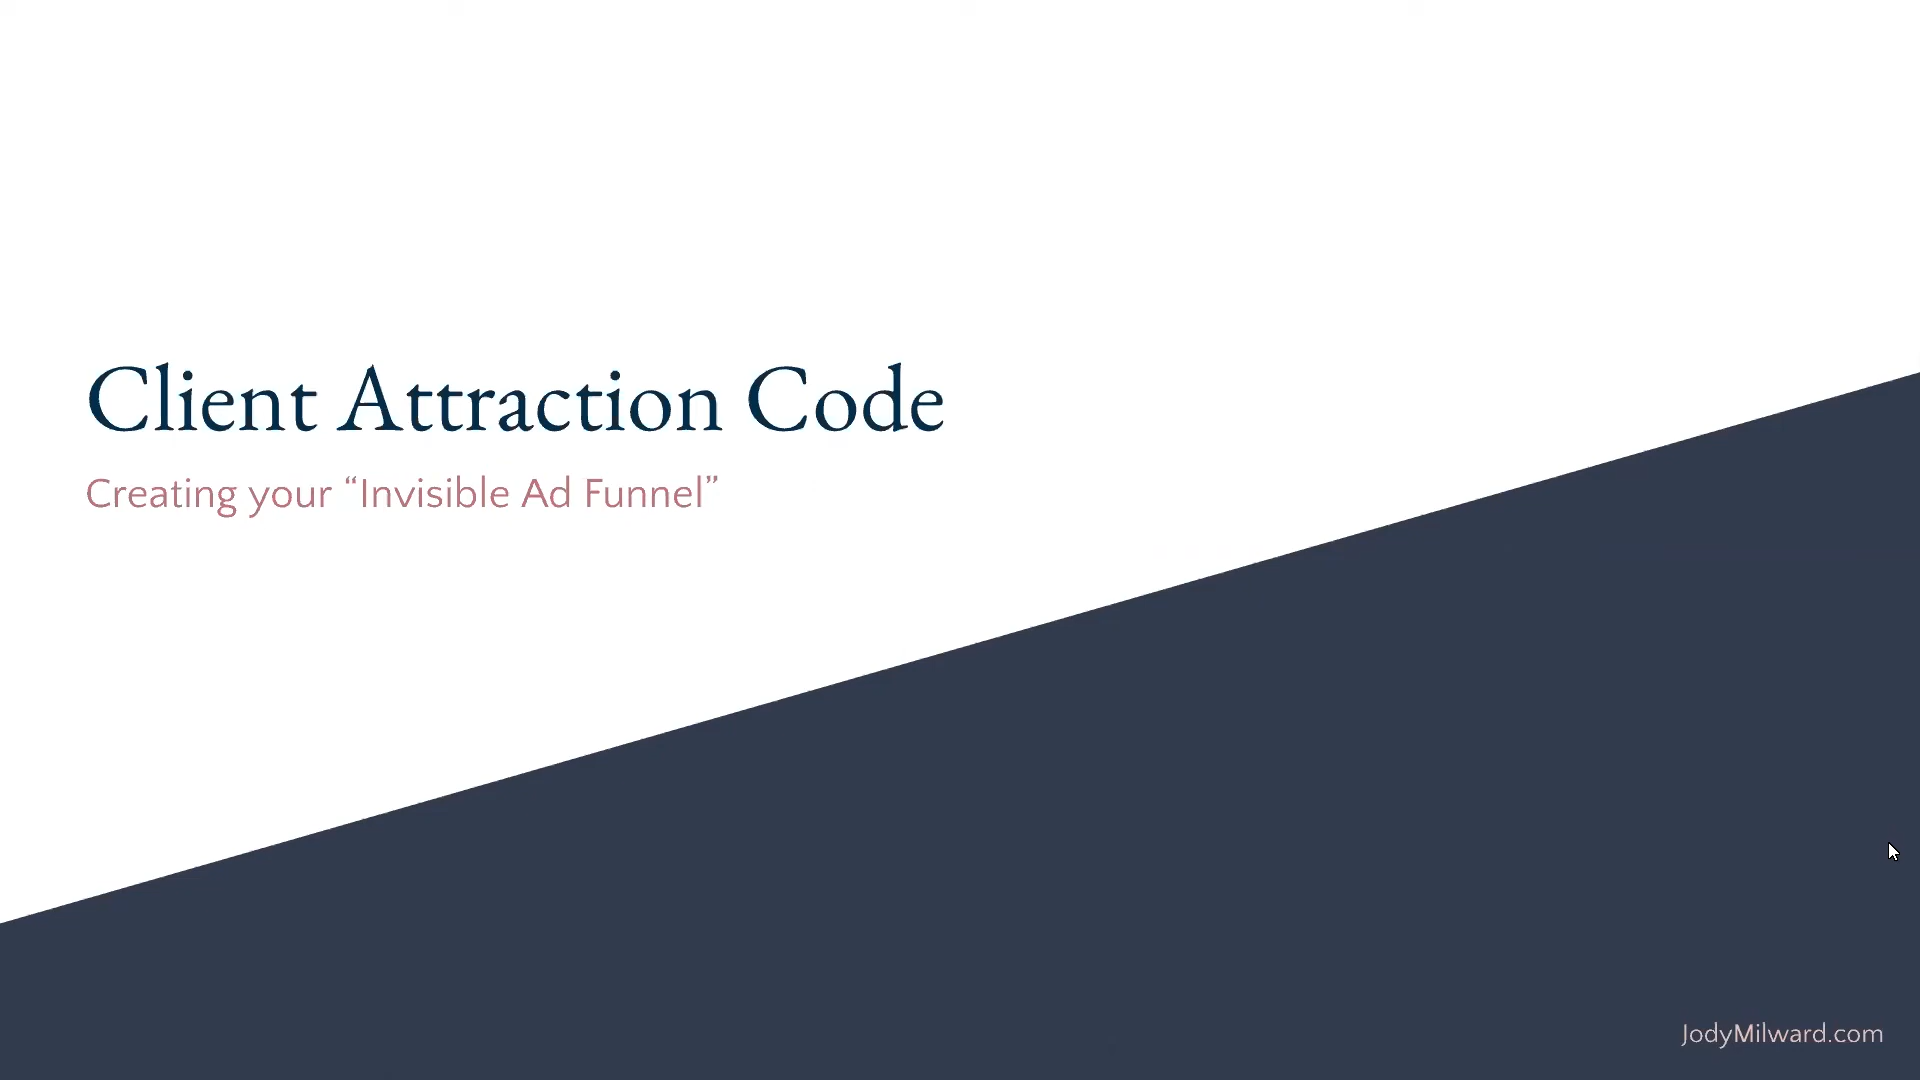 Client Attraction Code
Creating your “Invisible Ad Funnel”
JodyMilward.com